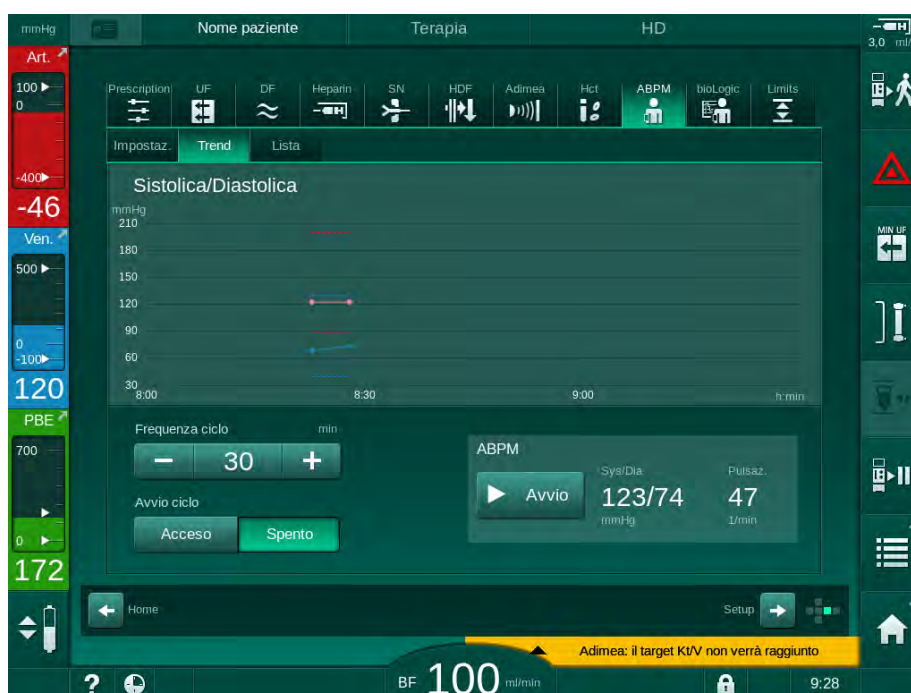 mmHg
Nome paziente
Terapia
HD
3,0 ml/
Art.
100
0
-400
-46
Ven.
500
0
-100
120
PBE
700
0
172
Prescription
UF
DF
Heparin
SN
HDF
Adimea
Hct
ABPM
bioLogic
Limits
Impostaz.
Trend
Lista
Sistolica/Diastolica
mmHg
210
180
150
120
90
60
30
8:00
8:30
9:00
h:min
Frequenza ciclo
min
30
Avvio ciclo
Acceso
Spento
ABPM
Avvio
Sys/Dia
123/74
mmHg
Pulsaz.
47
1/min
MIN UF
Home
Setup
Adimea: il target Kt/V non verrà raggiunto
?
BF 100 ml/min
9:28